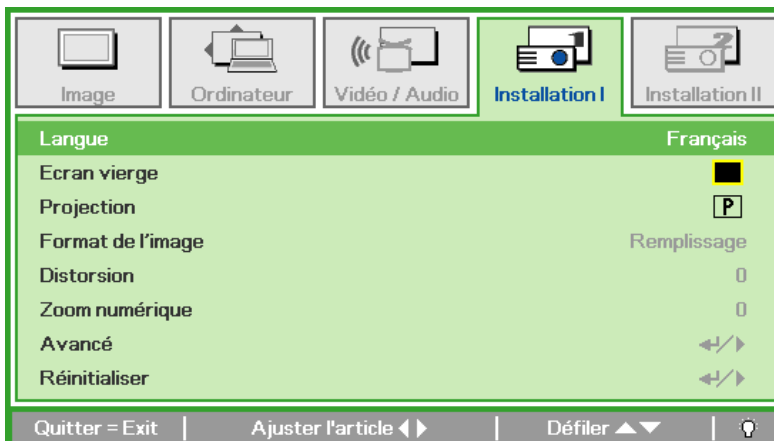 Image
Ordinateur
Vidéo / Audio
Installation I
Installation II
Langue Français
Ecran vierge
Projection P
Format de l'image Remplissage
Distorsion 0
Zoom numérique 0
Avancé
Réinitialiser
Quitter = Exit Ajuster l'article Défiler